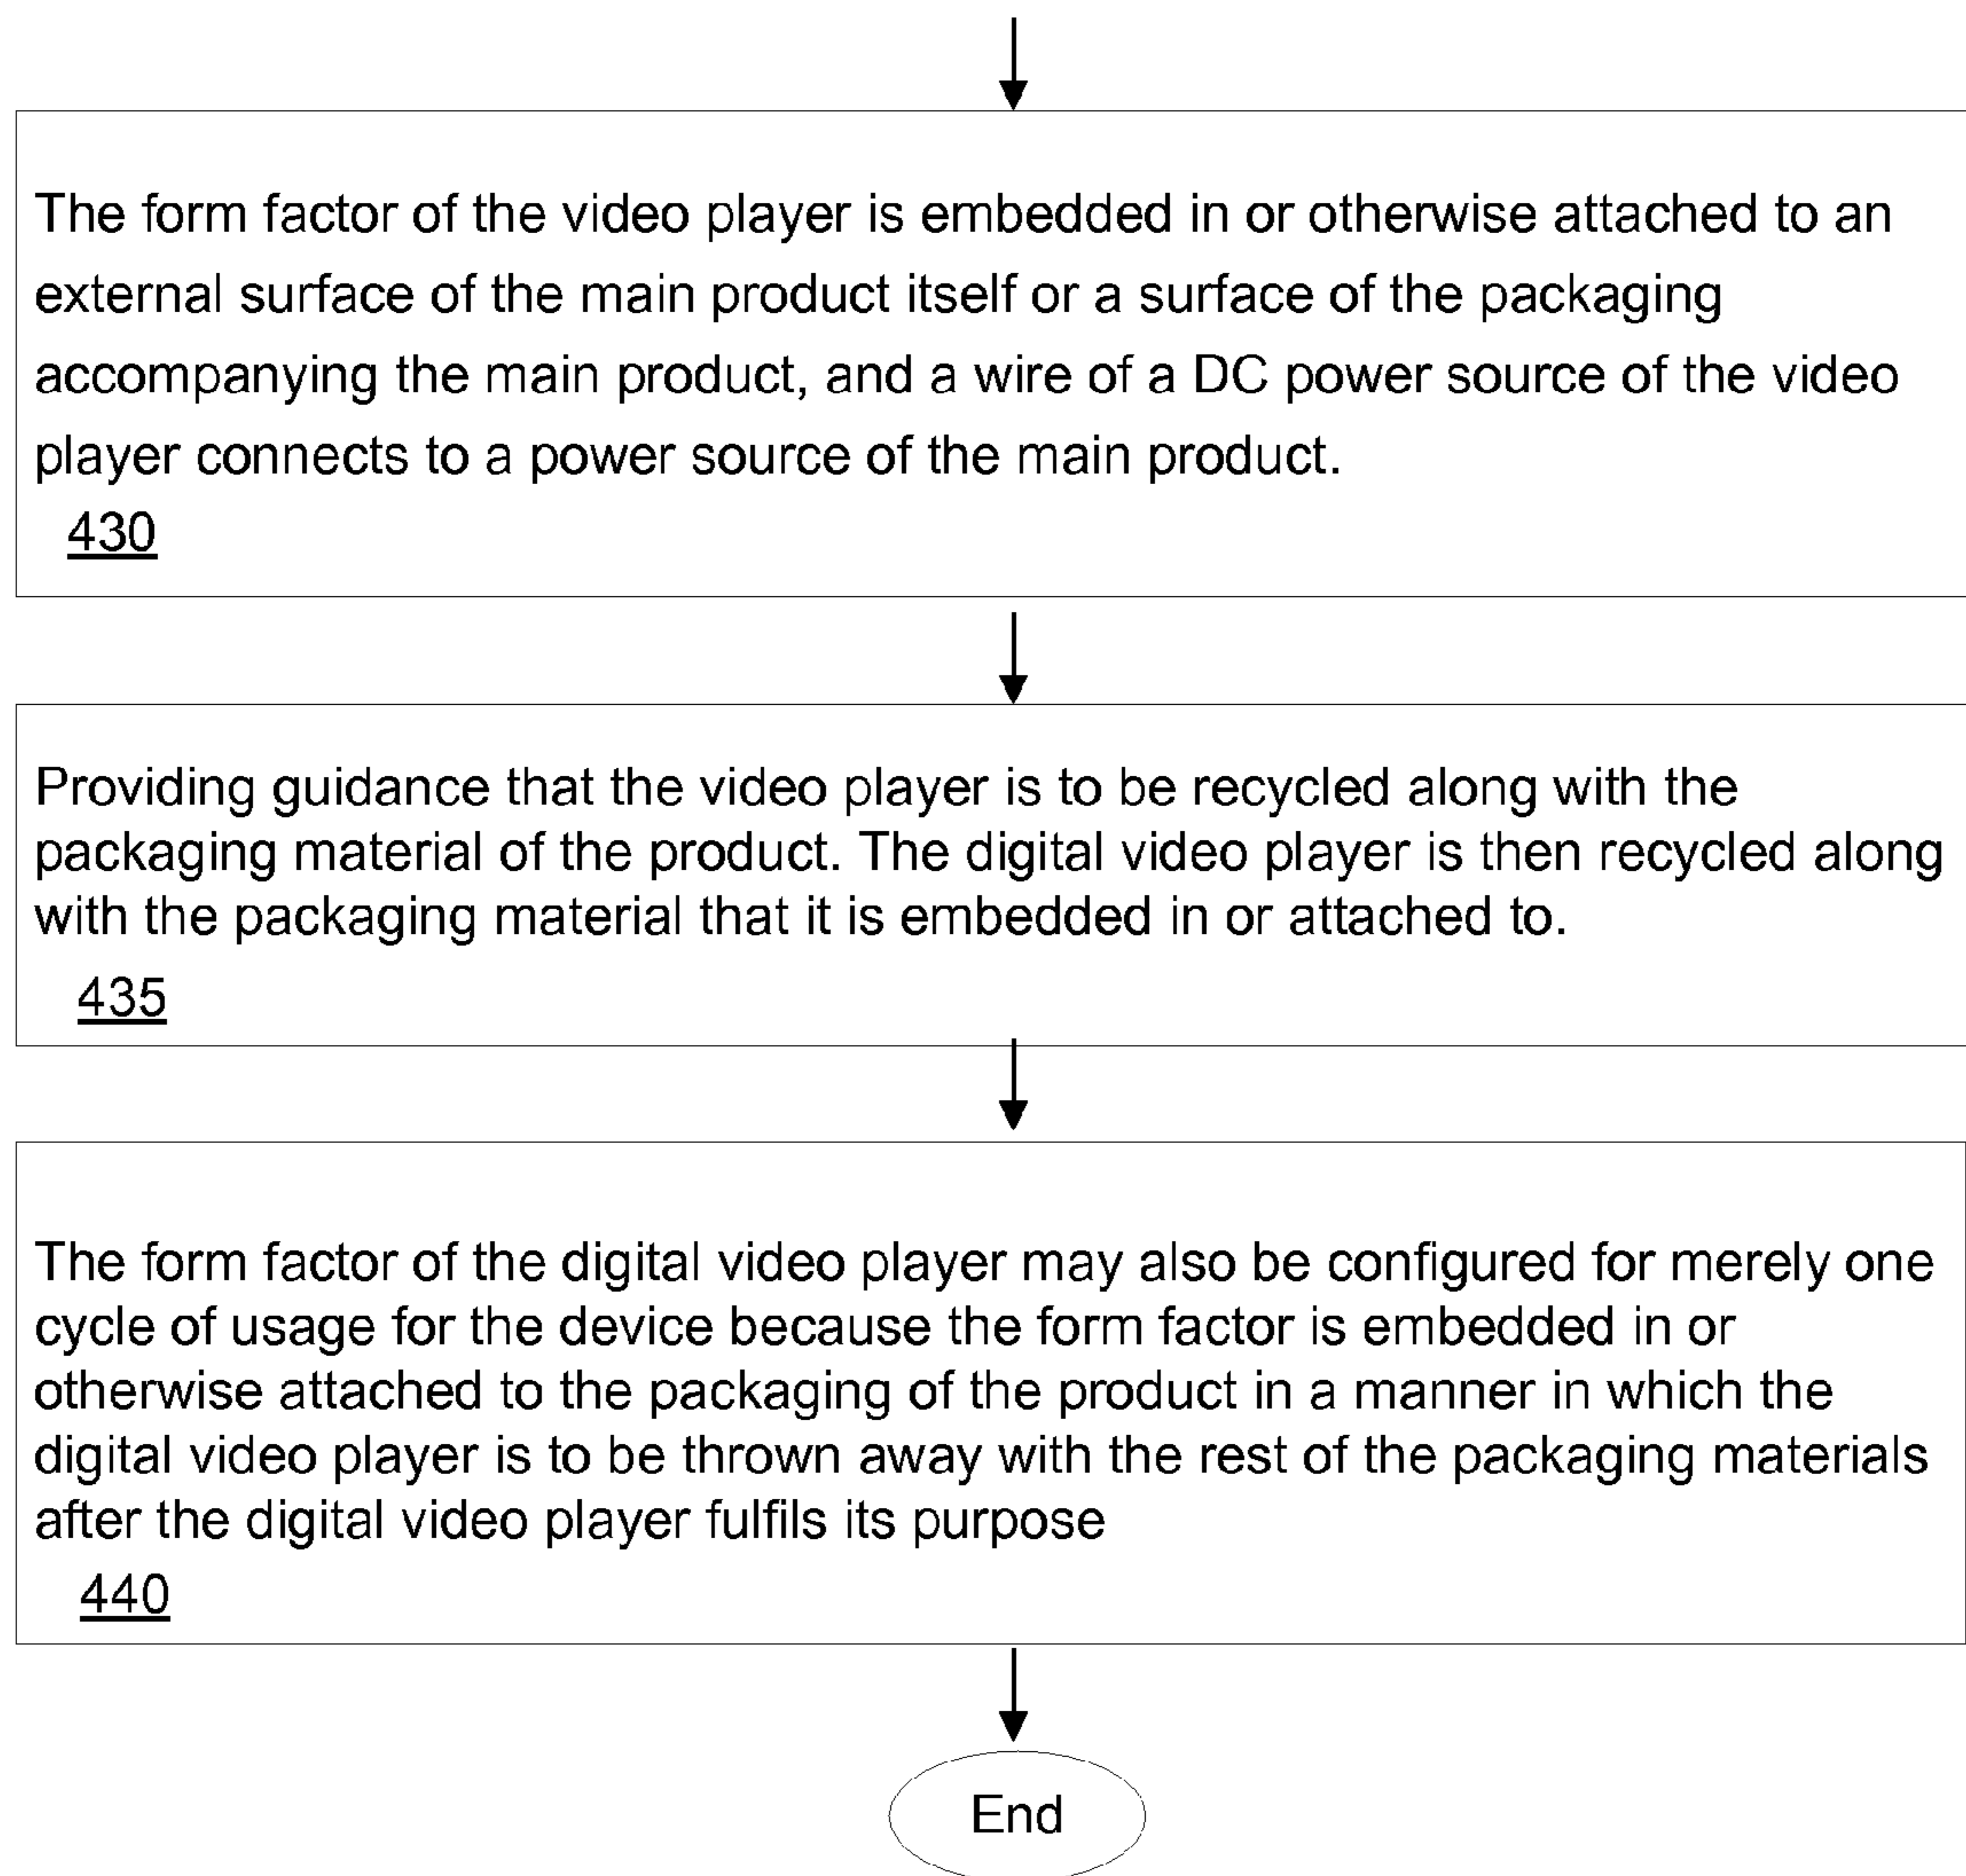 The form factor of the video player is embedded in or otherwise attached to an
external surface of the main product itself or a surface of the packaging
accompanying the main product, and a wire of a DC power source of the video
player connects to a power source of the main product.
430
Providing guidance that the video player is to be recycled along with the
packaging material of the product. The digital video player is then recycled along
with the packaging material that it is embedded in or attached to.
435
The form factor of the digital video player may also be configured for merely one
cycle of usage for the device because the form factor is embedded in or
otherwise attached to the packaging of the product in a manner in which the
digital video player is to be thrown away with the rest of the packaging materials
after the digital video player fulfils its purpose
440
End